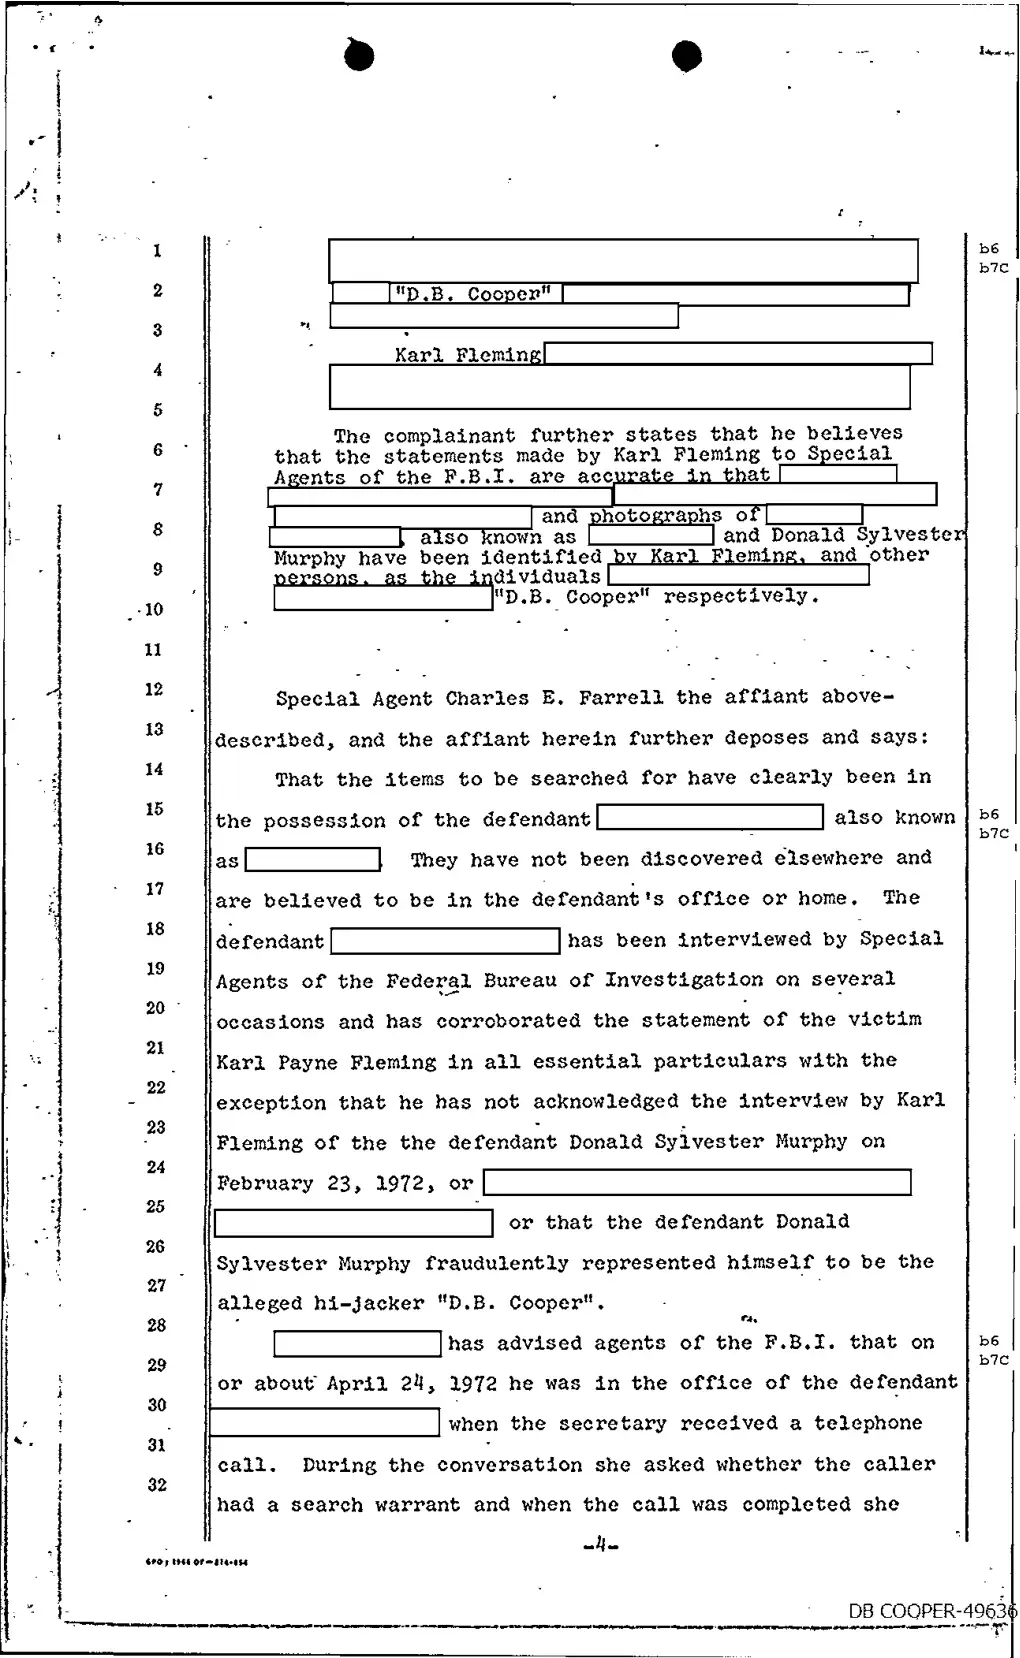 1 b6
b7C
2 "D.B. Cooper"
3
Karl Fleming
4
5
The complainant further states that he believes
6 that the statements made by Karl Fleming to Special
Agents of the F.B.I. are accurate in that
7
and photographs of
8 , also known as and Donald Sylvester
Murphy have been identified by Karl Fleming, and other
9 persons, as the individuals
10 "D.B. Cooper" respectively.
11
12 Special Agent Charles E. Farrell the affiant above-
13 described, and the affiant herein further deposes and says:
14 That the items to be searched for have clearly been in
15 the possession of the defendant also known b6
b7C
16 as . They have not been discovered elsewhere and
17 are believed to be in the defendant's office or home. The
18 defendant has been interviewed by Special
19 Agents of the Federal Bureau of Investigation on several
20 occasions and has corroborated the statement of the victim
21 Karl Payne Fleming in all essential particulars with the
22 exception that he has not acknowledged the interview by Karl
23 Fleming of the the defendant Donald Sylvester Murphy on
24 February 23, 1972, or
25 or that the defendant Donald
26 Sylvester Murphy fraudulently represented himself to be the
27 alleged hi-jacker "D.B. Cooper".
28 has advised agents of the F.B.I. that on b6
b7C
29 or about April 24, 1972 he was in the office of the defendant
30 when the secretary received a telephone
31 call. During the conversation she asked whether the caller
32 had a search warrant and when the call was completed she
-4-
DB COOPER-49636